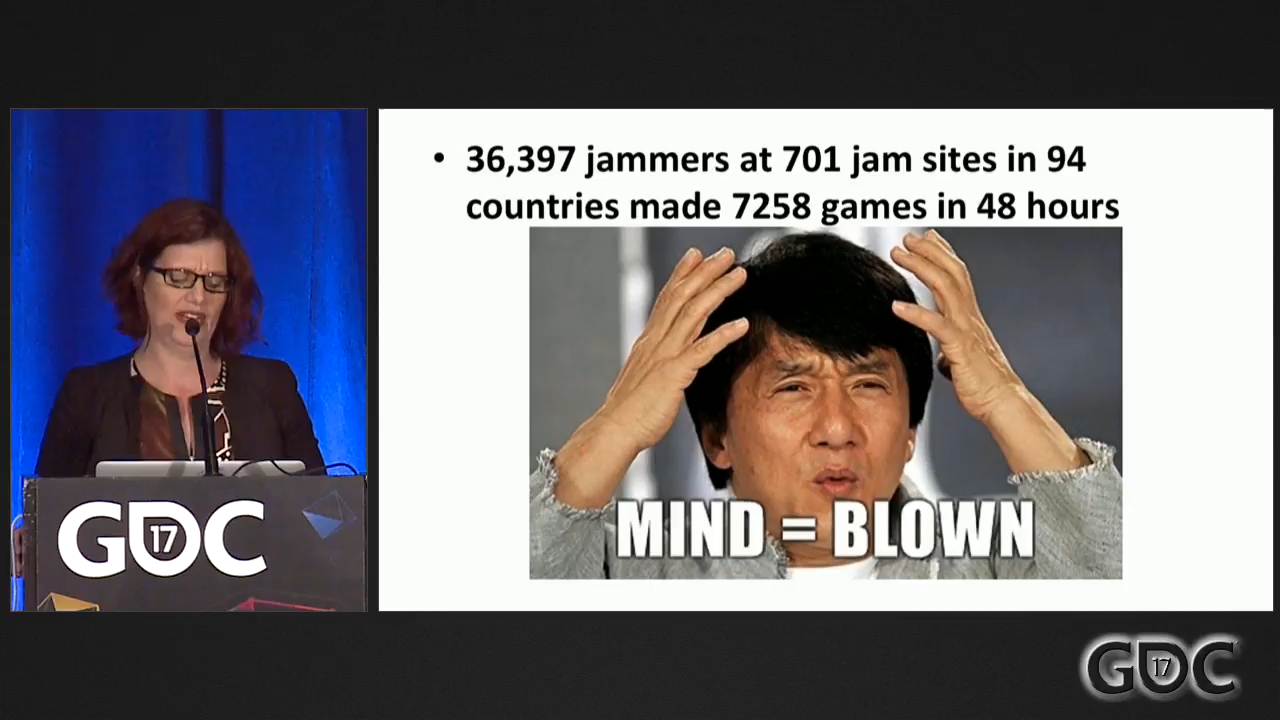 • 36,397 jammers at 701 jam sites in 94
countries made 7258 games in 48 hours
MIND = BLOWN
GDC
17
GDC
17